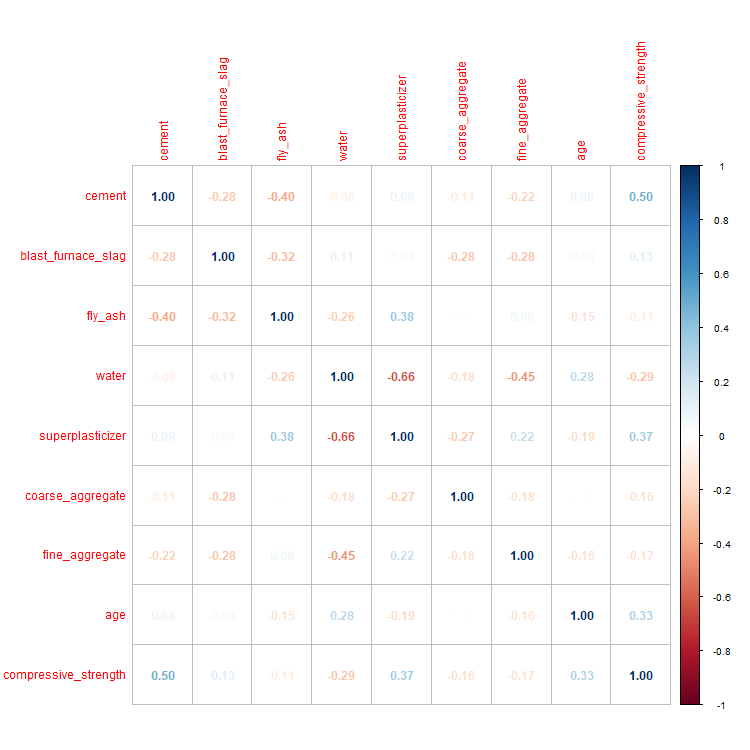 cement blast_furnace_slag fly_ash water superplasticizer coarse_aggregate fine_aggregate age compressive_strength
cement 1.00 -0.28 -0.40 -0.08 0.09 -0.11 -0.22 0.08 0.50
blast_furnace_slag -0.28 1.00 -0.32 0.11 0.04 -0.28 -0.28 -0.04 0.13
fly_ash -0.40 -0.32 1.00 -0.26 0.38 0.08 -0.15 -0.11
water -0.08 0.11 -0.26 1.00 -0.66 -0.18 -0.45 0.28 -0.29
superplasticizer 0.09 0.04 0.38 -0.66 1.00 -0.27 0.22 -0.19 0.37
coarse_aggregate -0.11 -0.28 -0.18 -0.27 1.00 -0.18 -0.16
fine_aggregate -0.22 -0.28 0.08 -0.45 0.22 -0.18 1.00 -0.16 -0.17
age 0.08 -0.04 -0.15 0.28 -0.19 -0.16 1.00 0.33
compressive_strength 0.50 0.13 -0.11 -0.29 0.37 -0.16 -0.17 0.33 1.00
1
0.8
0.6
0.4
0.2
0
-0.2
-0.4
-0.6
-0.8
-1